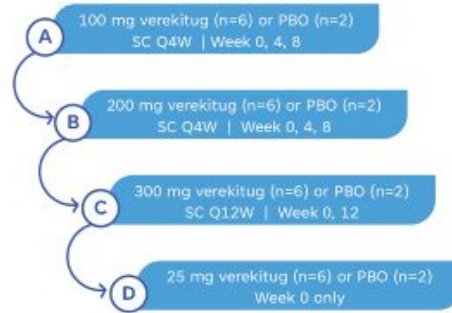 A
100 mg verekitug (n=6) or PBO (n=2)
SC Q4W | Week 0, 4, 8
B
200 mg verekitug (n=6) or PBO (n=2)
SC Q4W | Week 0, 4, 8
C
300 mg verekitug (n=6) or PBO (n=2)
SC Q12W | Week 0, 12
D
25 mg verekitug (n=6) or PBO (n=2)
Week 0 only